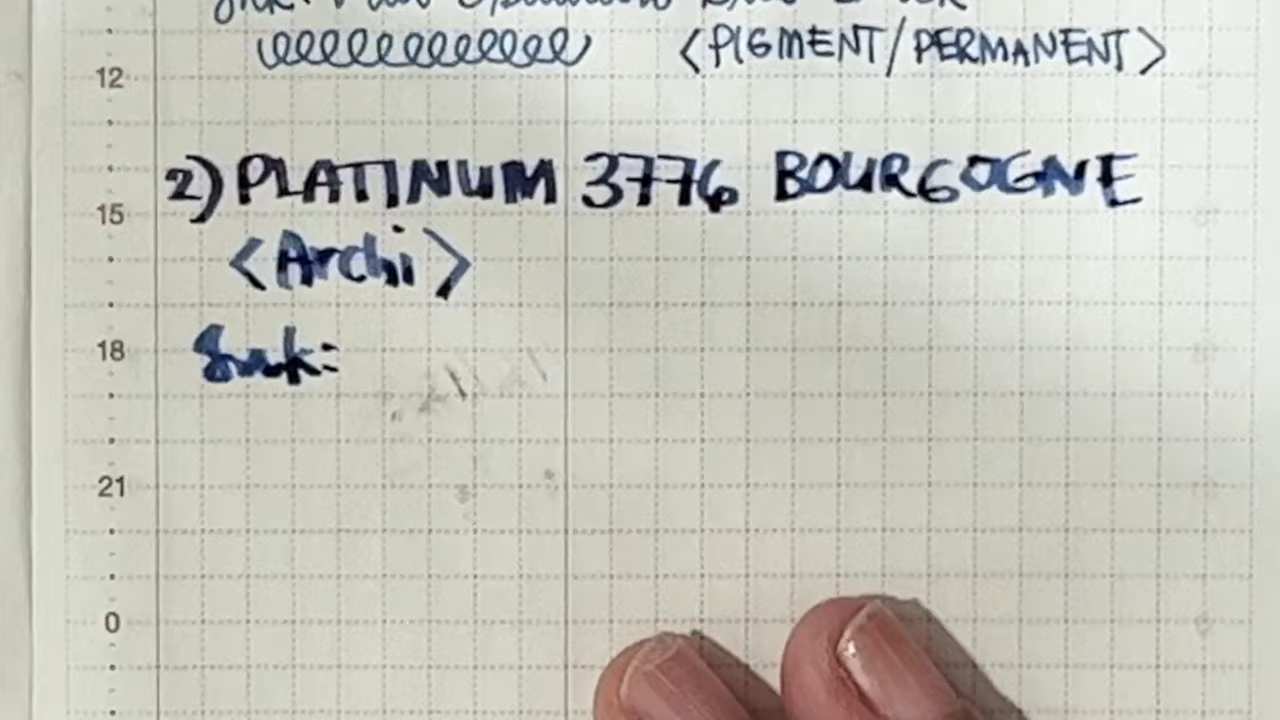 <PIGMENT/PERMANENT>
12
2) PLATINUM 3776 BOURGOGNE
15
<Archi>
18 Ink:
21
0